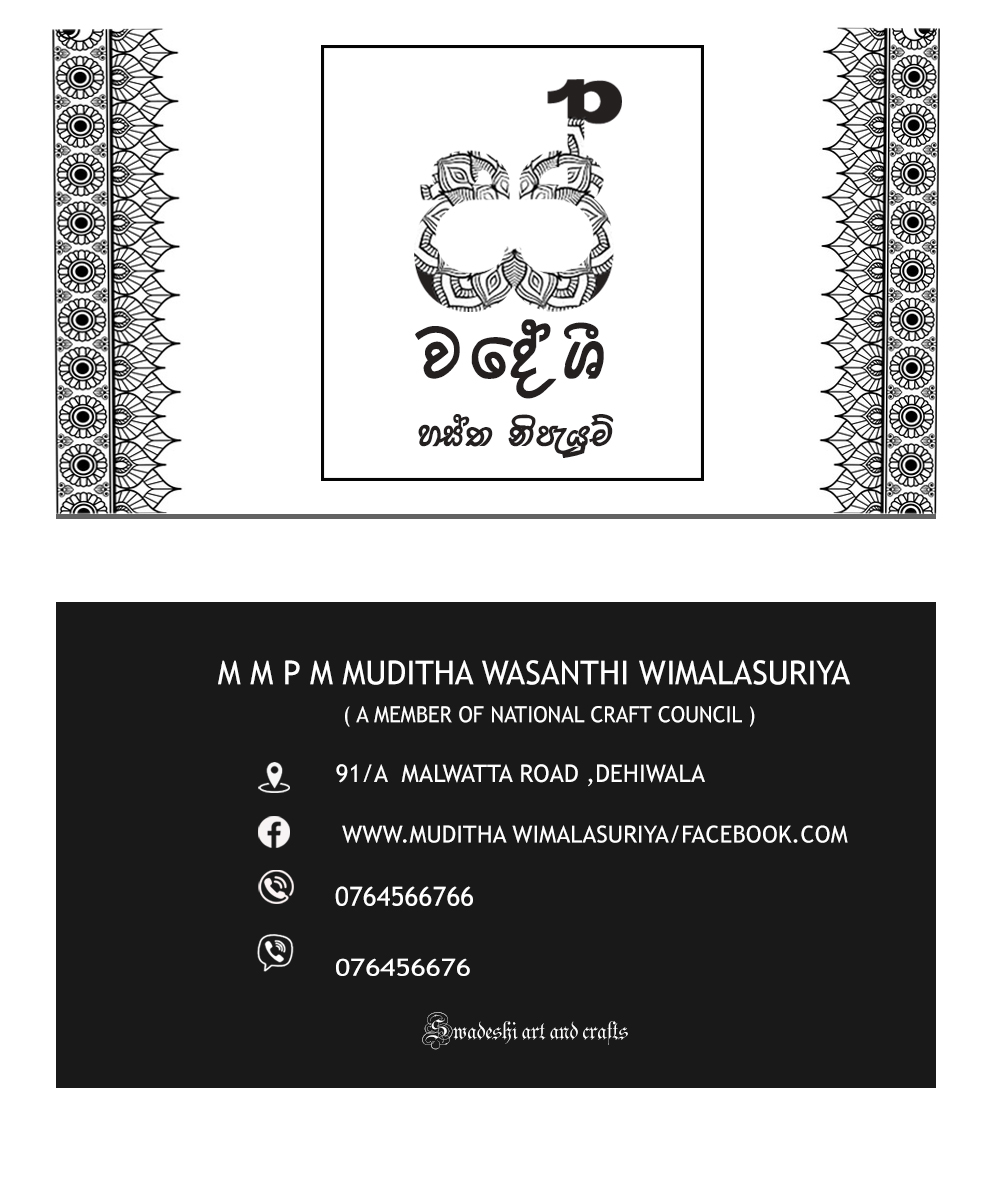 ස්
වදේශී
හස්ත නිපැයුම්
M M P M MUDITHA WASANTHI WIMALASURIYA
( A MEMBER OF NATIONAL CRAFT COUNCIL )
91/A MALWATTA ROAD ,DEHIWALA
WWW.MUDITHA WIMALASURIYA/FACEBOOK.COM
0764566766
076456676
Swadeshi art and crafts